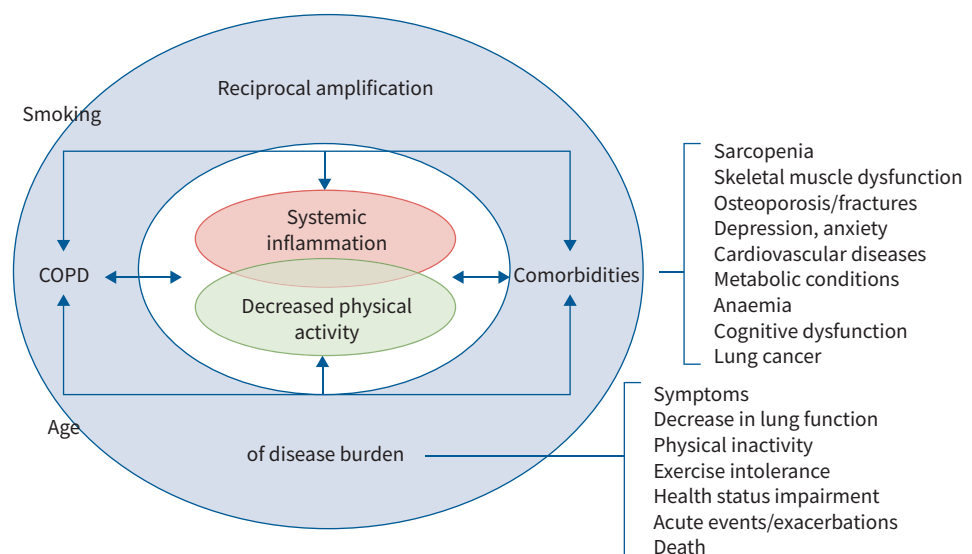 Reciprocal amplification
Smoking
Systemic
inflammation
COPD
Comorbidities
Decreased physical
activity
Age
of disease burden
Sarcopenia
Skeletal muscle dysfunction
Osteoporosis/fractures
Depression, anxiety
Cardiovascular diseases
Metabolic conditions
Anaemia
Cognitive dysfunction
Lung cancer
Symptoms
Decrease in lung function
Physical inactivity
Exercise intolerance
Health status impairment
Acute events/exacerbations
Death